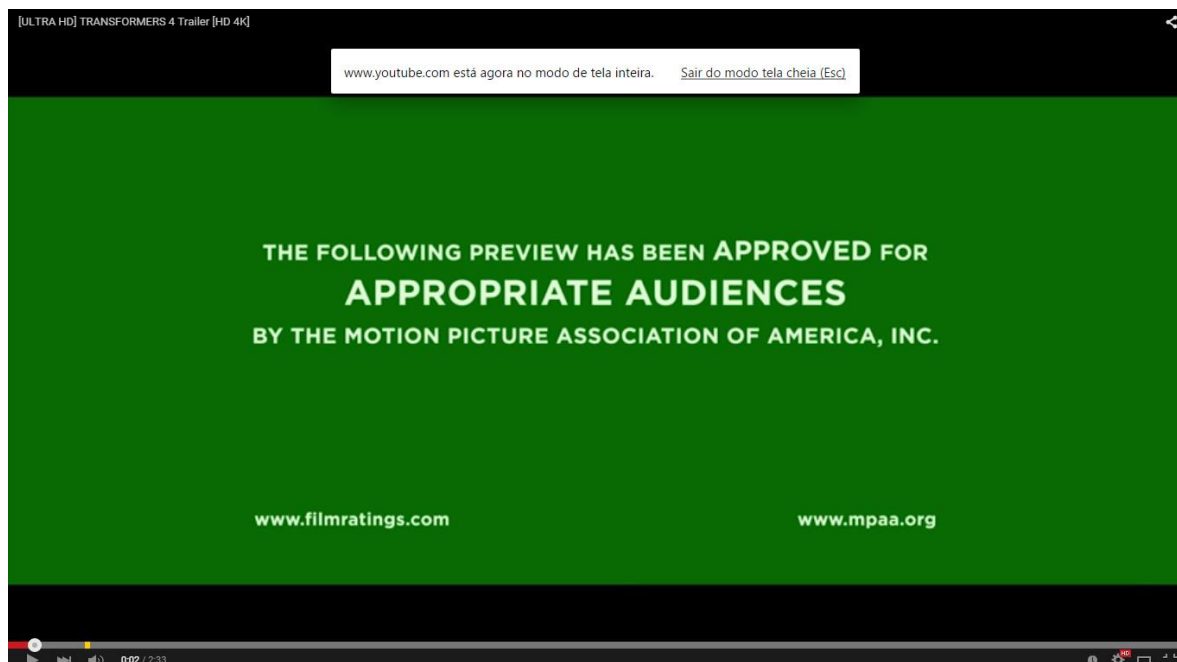 [ULTRA HD] TRANSFORMERS 4 Trailer [HD 4K]
www.youtube.com está agora no modo de tela inteira. Sair do modo tela cheia (Esc)
THE FOLLOWING PREVIEW HAS BEEN APPROVED FOR
APPROPRIATE AUDIENCES
BY THE MOTION PICTURE ASSOCIATION OF AMERICA, INC.
www.filmratings.com www.mpaa.org
0:02 / 2:33 HD